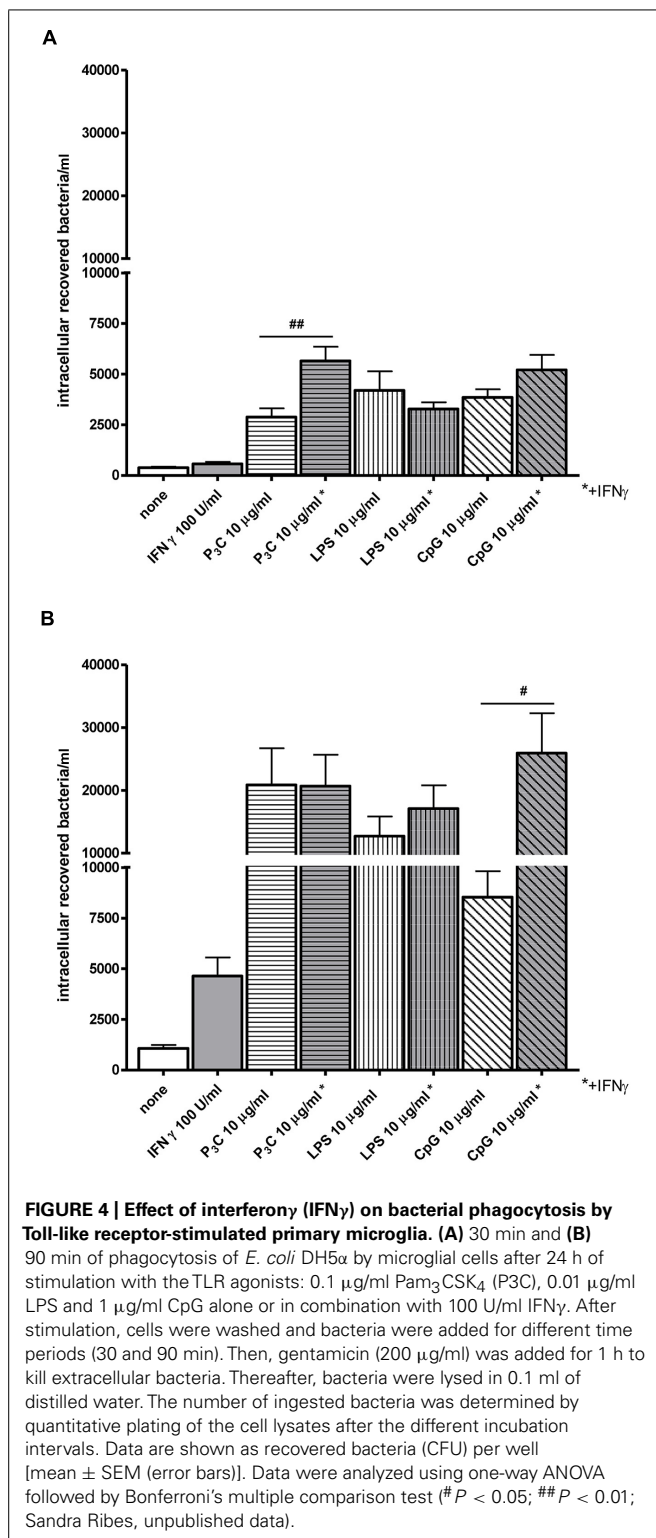 A
40000
30000
20000
10000
10000
7500
5000
2500
0
intracellular recovered bacteria/ml
##
none
IFN γ 100 U/ml
P₃C 10 μg/ml
P₃C 10 μg/ml *
LPS 10 μg/ml
LPS 10 μg/ml *
CpG 10 μg/ml
CpG 10 μg/ml *
*+IFNγ
B
40000
30000
20000
10000
10000
7500
5000
2500
0
intracellular recovered bacteria/ml
#
none
IFN γ 100 U/ml
P₃C 10 μg/ml
P₃C 10 μg/ml *
LPS 10 μg/ml
LPS 10 μg/ml *
CpG 10 μg/ml
CpG 10 μg/ml *
*+IFNγ
FIGURE 4 | Effect of interferonγ (IFNγ) on bacterial phagocytosis by
Toll-like receptor-stimulated primary microglia. (A) 30 min and (B)
90 min of phagocytosis of E. coli DH5α by microglial cells after 24 h of
stimulation with the TLR agonists: 0.1 μg/ml Pam₃CSK₄ (P3C), 0.01 μg/ml
LPS and 1 μg/ml CpG alone or in combination with 100 U/ml IFNγ. After
stimulation, cells were washed and bacteria were added for different time
periods (30 and 90 min). Then, gentamicin (200 μg/ml) was added for 1 h to
kill extracellular bacteria. Thereafter, bacteria were lysed in 0.1 ml of
distilled water. The number of ingested bacteria was determined by
quantitative plating of the cell lysates after the different incubation
intervals. Data are shown as recovered bacteria (CFU) per well
[mean ± SEM (error bars)]. Data were analyzed using one-way ANOVA
followed by Bonferroni's multiple comparison test (#P < 0.05; ##P < 0.01;
Sandra Ribes, unpublished data).